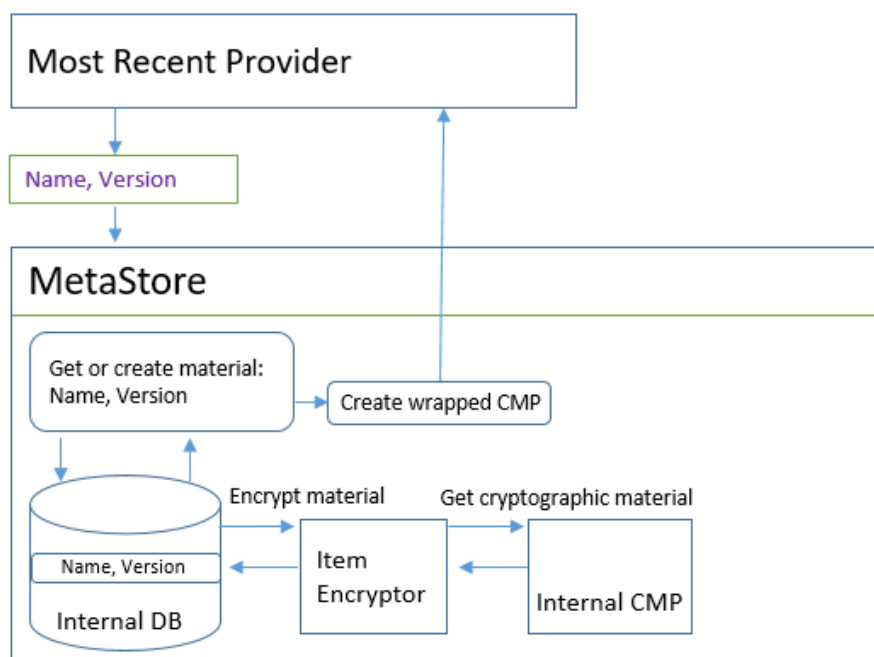 Most Recent Provider
Name, Version
MetaStore
Get or create material:
Name, Version
Create wrapped CMP
Encrypt material
Get cryptographic material
Name, Version
Item
Encryptor
Internal DB
Internal CMP